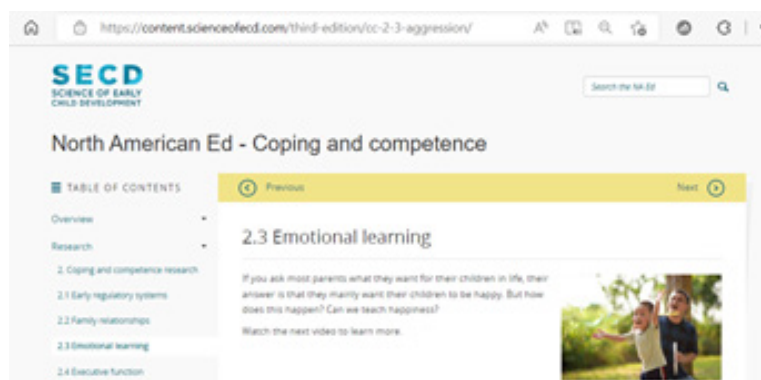 https://content.scienceofecd.com/third-edition/cc-2-3-aggression/
SECD
SCIENCE OF EARLY
CHILD DEVELOPMENT
Search the NA Ed
North American Ed - Coping and competence
TABLE OF CONTENTS
Previous
Next
Overview
Research
2. Coping and competence research
2.1 Early regulatory systems
2.2 Family relationships
2.3 Emotional learning
2.4 Executive function
2.3 Emotional learning
If you ask most parents what they want for their children in life, their
answer is that they mainly want their children to be happy. But how
does this happen? Can we teach happiness?
Watch the next video to learn more.